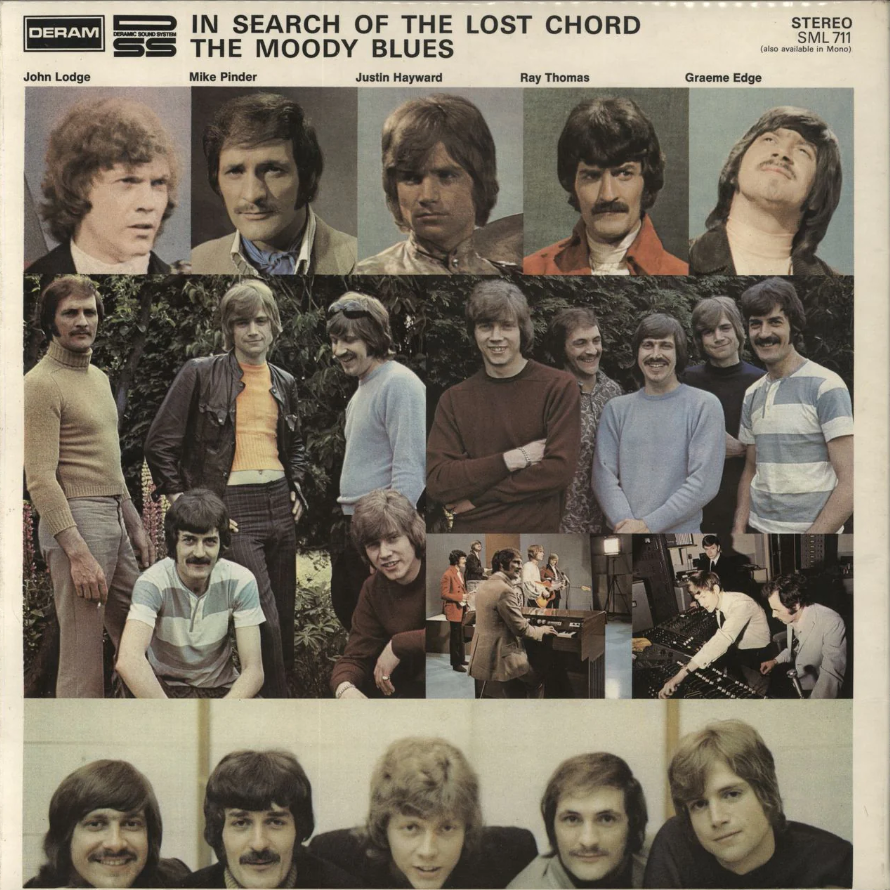 DERAM
DERAMIC SOUND SYSTEM
DSS
IN SEARCH OF THE LOST CHORD
THE MOODY BLUES
STEREO
SML 711
(also available in Mono)
John Lodge
Mike Pinder
Justin Hayward
Ray Thomas
Graeme Edge